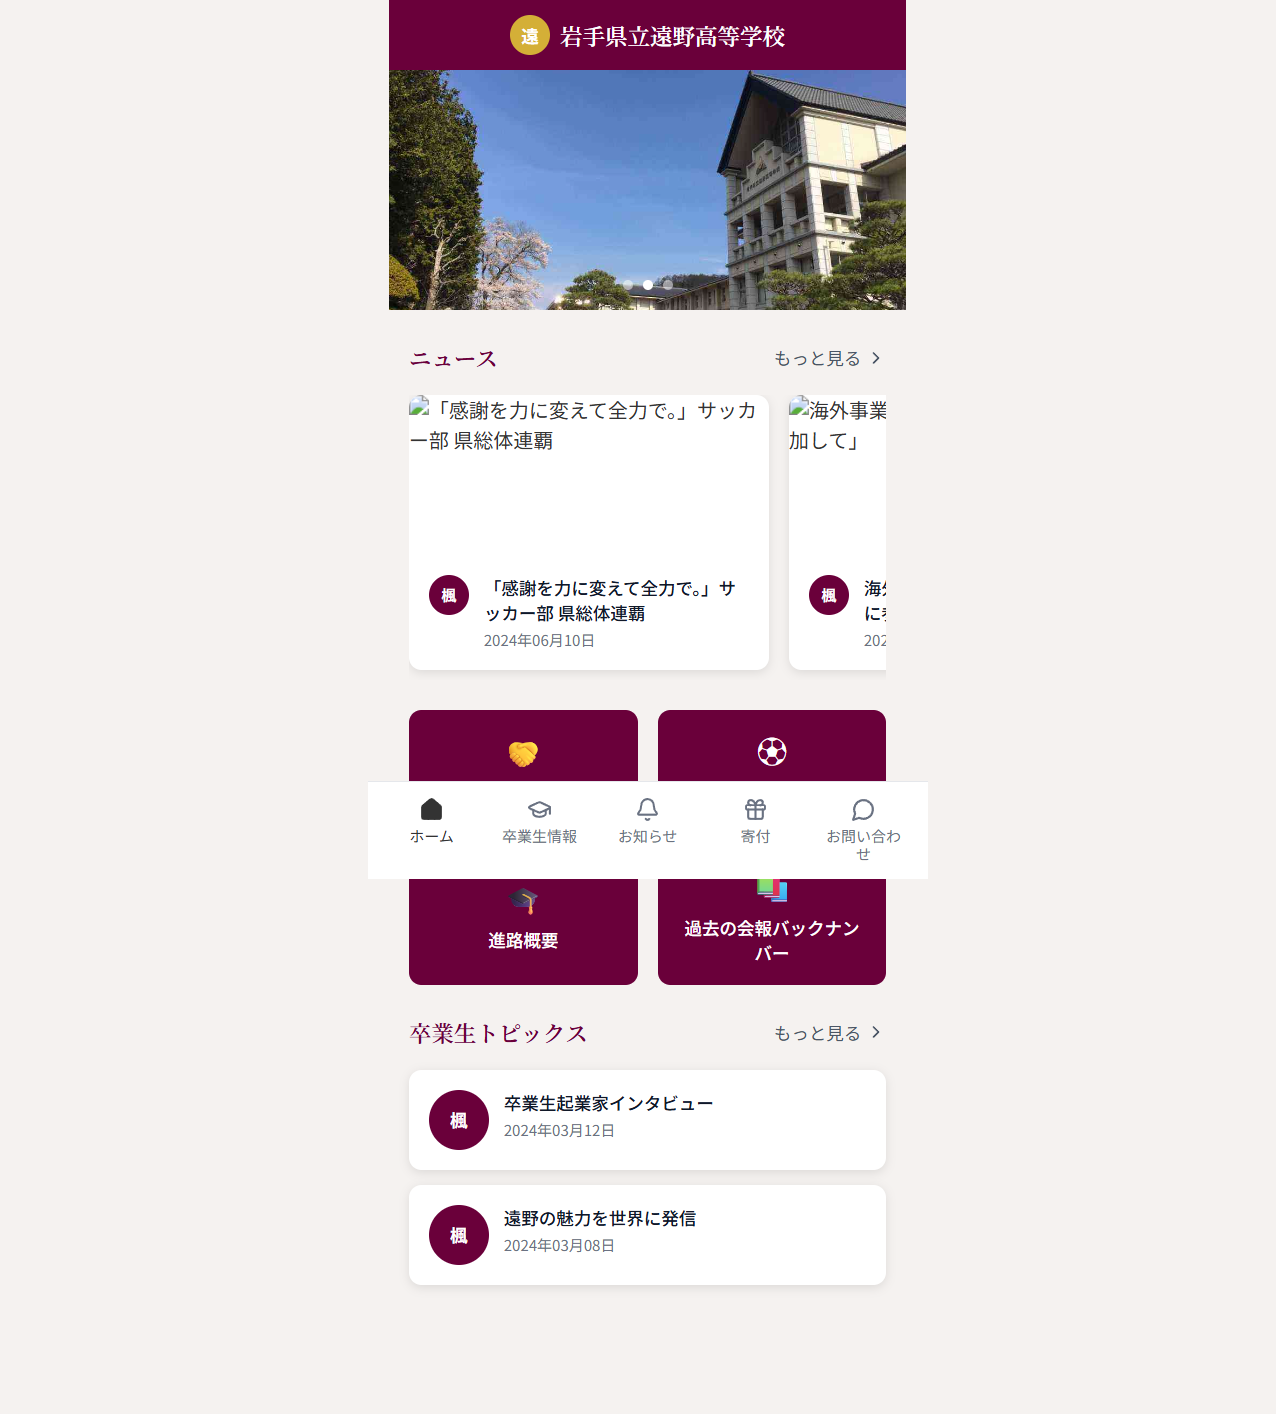 遠 岩手県立遠野高等学校
ニュース
もっと見る
「感謝を力に変えて全力で。」サッカ
ー部 県総体連覇
海外事業
加して」
楓
「感謝を力に変えて全力で。」サ
ッカー部 県総体連覇
2024年06月10日
楓
海
に
202
ホーム
卒業生情報
お知らせ
寄付
お問い合わ
せ
進路概要
過去の会報バックナン
バー
卒業生トピックス
もっと見る
楓
卒業生起業家インタビュー
2024年03月12日
楓
遠野の魅力を世界に発信
2024年03月08日